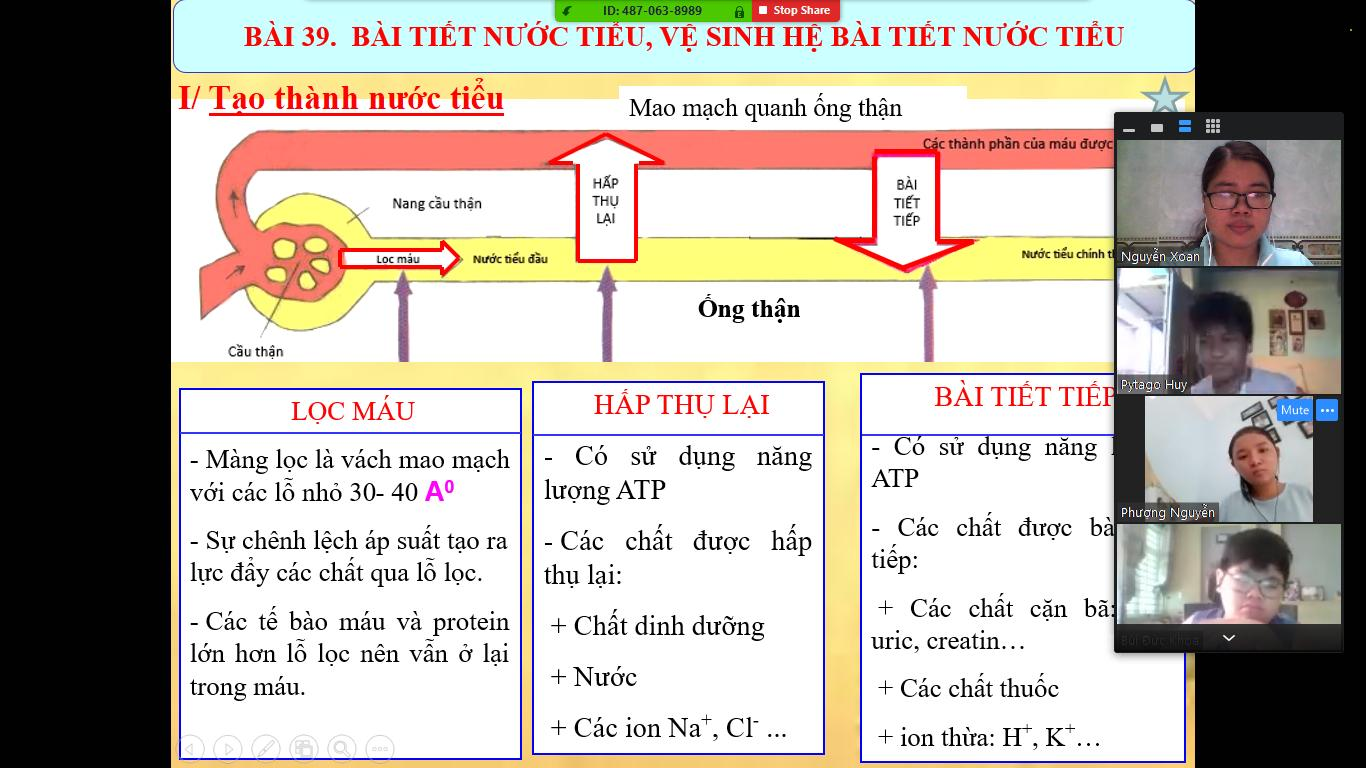 ID: 487-063-8989
Stop Share
BÀI 39. BÀI TIẾT NƯỚC TIỂU, VỆ SINH HỆ BÀI TIẾT NƯỚC TIỂU
I/ Tạo thành nước tiểu
Mao mạch quanh ống thận
Các thành phần của máu được
HẤP
THỤ
LẠI
BÀI
TIẾT
TIẾP
Nang cầu thận
Lọc máu
Nước tiểu đầu
Nước tiểu chính
Ống thận
Cầu thận
LỌC MÁU
- Màng lọc là vách mao mạch
với các lỗ nhỏ 30- 40 A⁰
- Sự chênh lệch áp suất tạo ra
lực đẩy các chất qua lỗ lọc.
- Các tế bào máu và protein
lớn hơn lỗ lọc nên vẫn ở lại
trong máu.
HẤP THỤ LẠI
- Có sử dụng năng
lượng ATP
- Các chất được hấp
thụ lại:
+ Chất dinh dưỡng
+ Nước
+ Các ion Na⁺, Cl⁻ ...
BÀI TIẾT TIẾP
- Có sử dụng năng
ATP
- Các chất được
tiếp:
+ Các chất cặn bã:
uric, creatin…
+ Các chất thuốc
+ ion thừa: H⁺, K⁺…
Nguyễn Xoan
Pytago Huy
Mute
Phượng Nguyễn
Bùi Đức Khoa